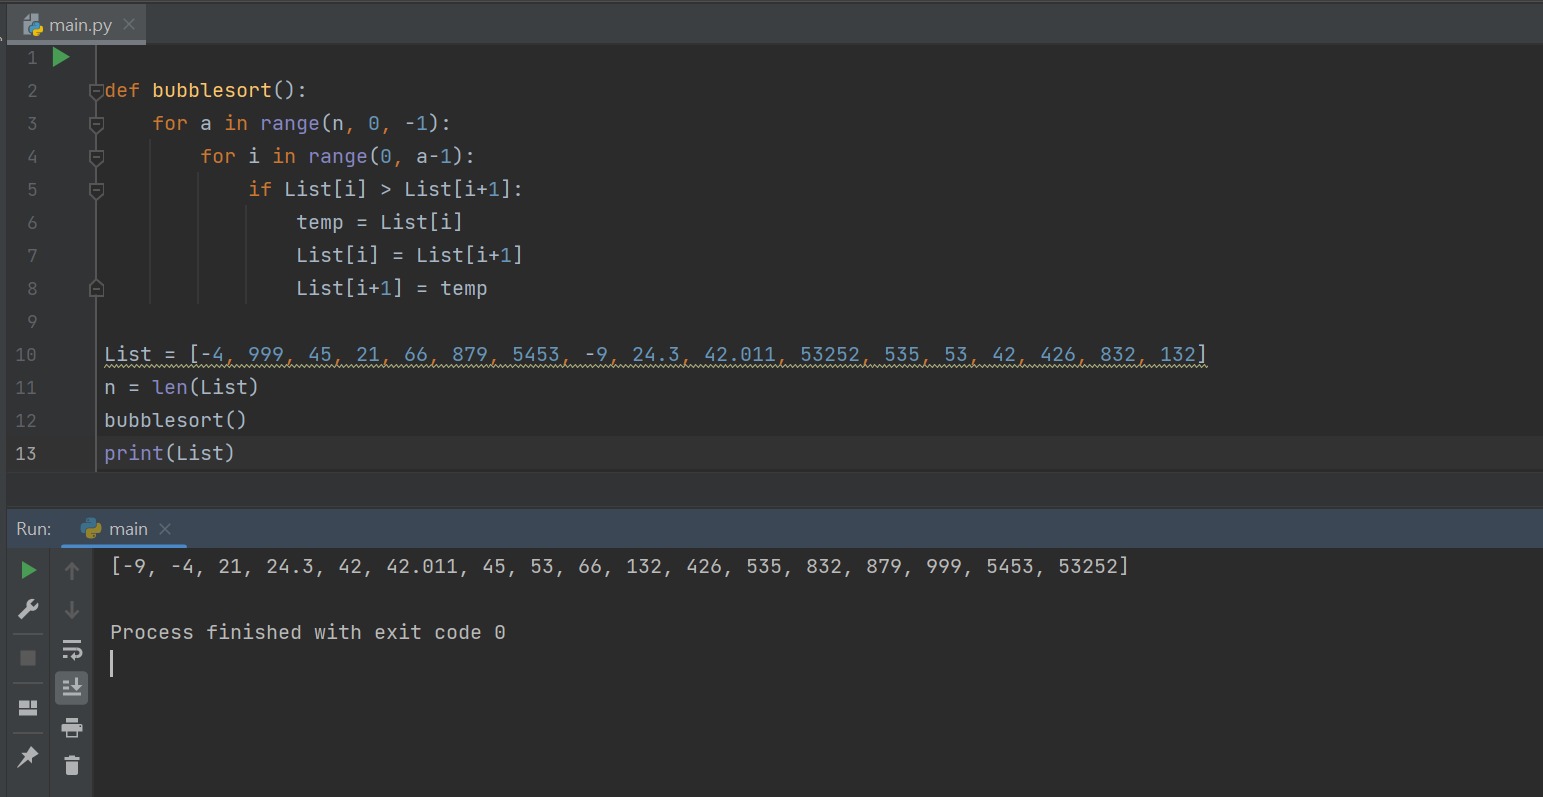 main.py
1
2 def bubblesort():
3     for a in range(n, 0, -1):
4         for i in range(0, a-1):
5             if List[i] > List[i+1]:
6                 temp = List[i]
7                 List[i] = List[i+1]
8                 List[i+1] = temp
9
10 List = [-4, 999, 45, 21, 66, 879, 5453, -9, 24.3, 42.011, 53252, 535, 53, 42, 426, 832, 132]
11 n = len(List)
12 bubblesort()
13 print(List)
Run: main
[-9, -4, 21, 24.3, 42, 42.011, 45, 53, 66, 132, 426, 535, 832, 879, 999, 5453, 53252]
Process finished with exit code 0